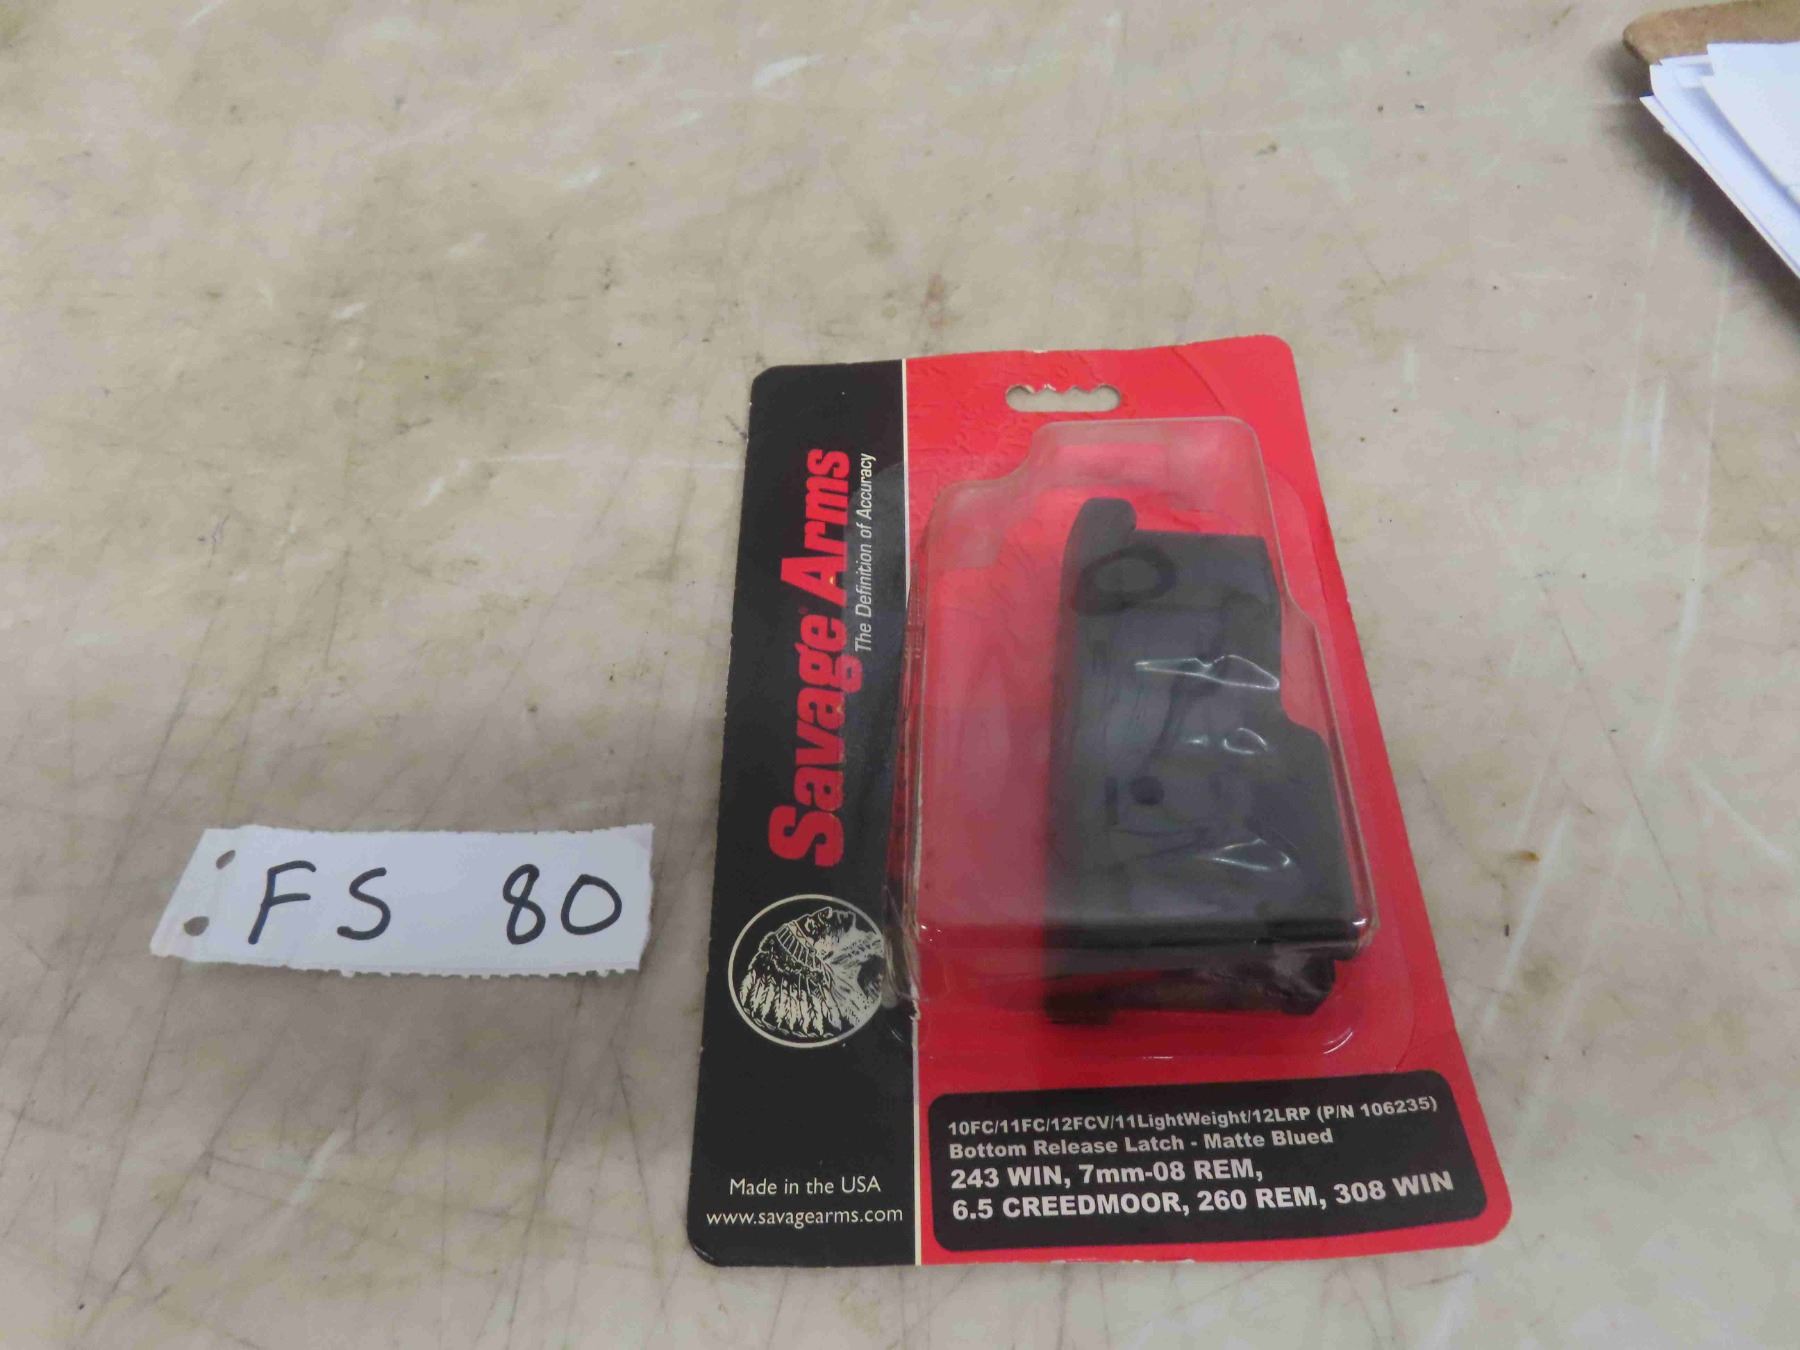 FS 80
Savage Arms
The Definition of Accuracy
Made in the USA
www.savagearms.com
10FC/11FC/12FCV/11LightWeight/12LRP (P/N 106235)
Bottom Release Latch - Matte Blued
243 WIN, 7mm-08 REM,
6.5 CREEDMOOR, 260 REM, 308 WIN